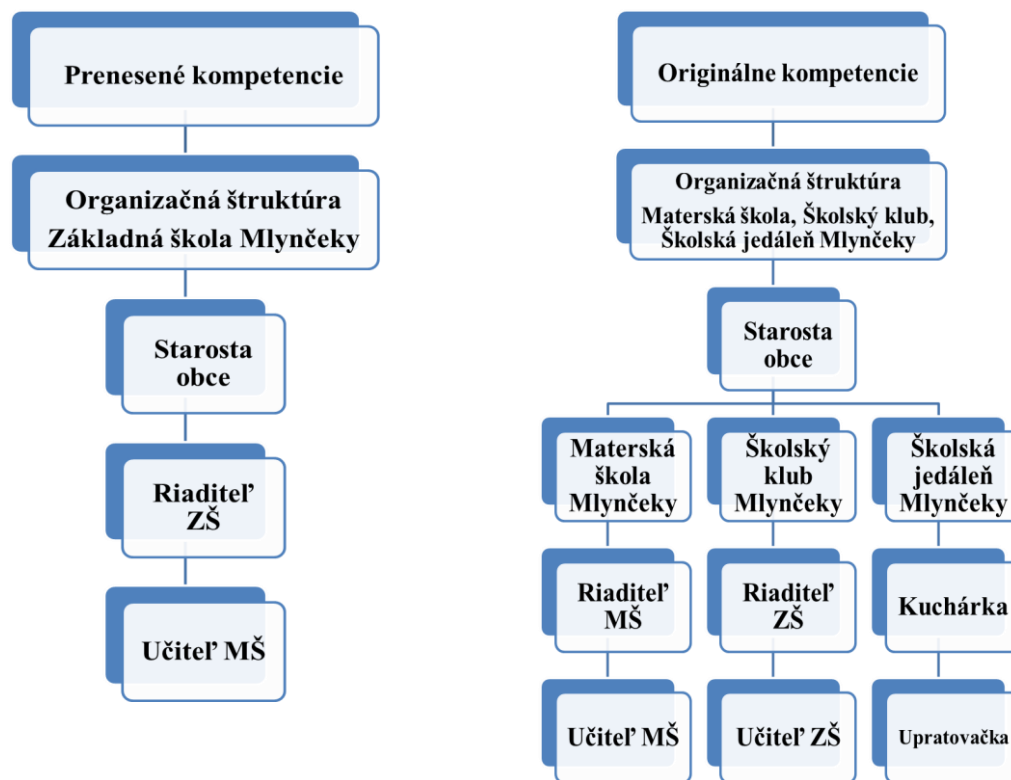 Prenesené kompetencie
Organizačná štruktúra
Základná škola Mlynčeky
Starosta
obce
Riaditeľ
ZŠ
Učiteľ MŠ
Originálne kompetencie
Organizačná štruktúra
Materská škola, Školský klub,
Školská jedáleň Mlynčeky
Starosta
obce
Materská
škola
Mlynčeky
Riaditeľ
MŠ
Učiteľ MŠ
Školský
klub
Mlynčeky
Riaditeľ
ZŠ
Učiteľ ZŠ
Školská
jedáleň
Mlynčeky
Kuchárka
Upratovačka